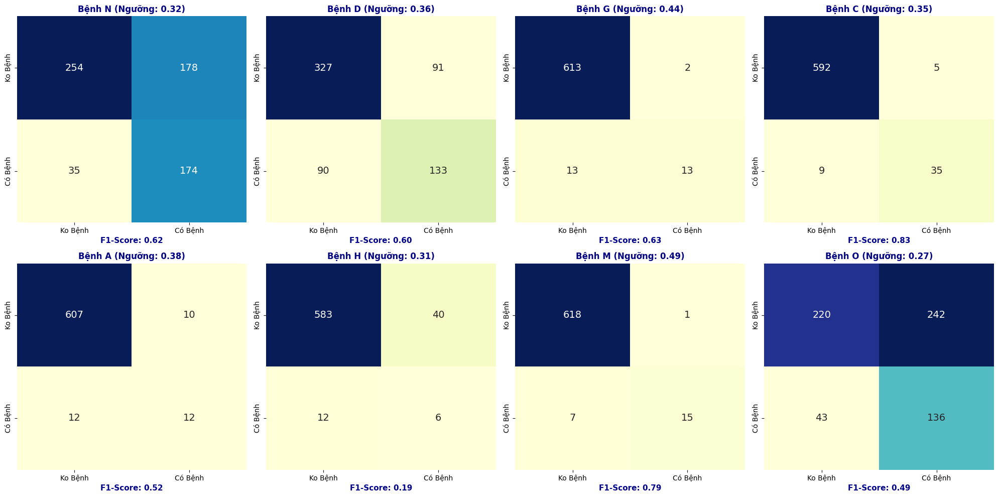 Bệnh N (Ngưỡng: 0.32)
Ko Bệnh
254
178
Có Bệnh
35
174
Ko Bệnh
Có Bệnh
F1-Score: 0.62
Bệnh D (Ngưỡng: 0.36)
Ko Bệnh
327
91
Có Bệnh
90
133
Ko Bệnh
Có Bệnh
F1-Score: 0.60
Bệnh G (Ngưỡng: 0.44)
Ko Bệnh
613
2
Có Bệnh
13
13
Ko Bệnh
Có Bệnh
F1-Score: 0.63
Bệnh C (Ngưỡng: 0.35)
Ko Bệnh
592
5
Có Bệnh
9
35
Ko Bệnh
Có Bệnh
F1-Score: 0.83
Bệnh A (Ngưỡng: 0.38)
Ko Bệnh
607
10
Có Bệnh
12
12
Ko Bệnh
Có Bệnh
F1-Score: 0.52
Bệnh H (Ngưỡng: 0.31)
Ko Bệnh
583
40
Có Bệnh
12
6
Ko Bệnh
Có Bệnh
F1-Score: 0.19
Bệnh M (Ngưỡng: 0.49)
Ko Bệnh
618
1
Có Bệnh
7
15
Ko Bệnh
Có Bệnh
F1-Score: 0.79
Bệnh O (Ngưỡng: 0.27)
Ko Bệnh
220
242
Có Bệnh
43
136
Ko Bệnh
Có Bệnh
F1-Score: 0.49